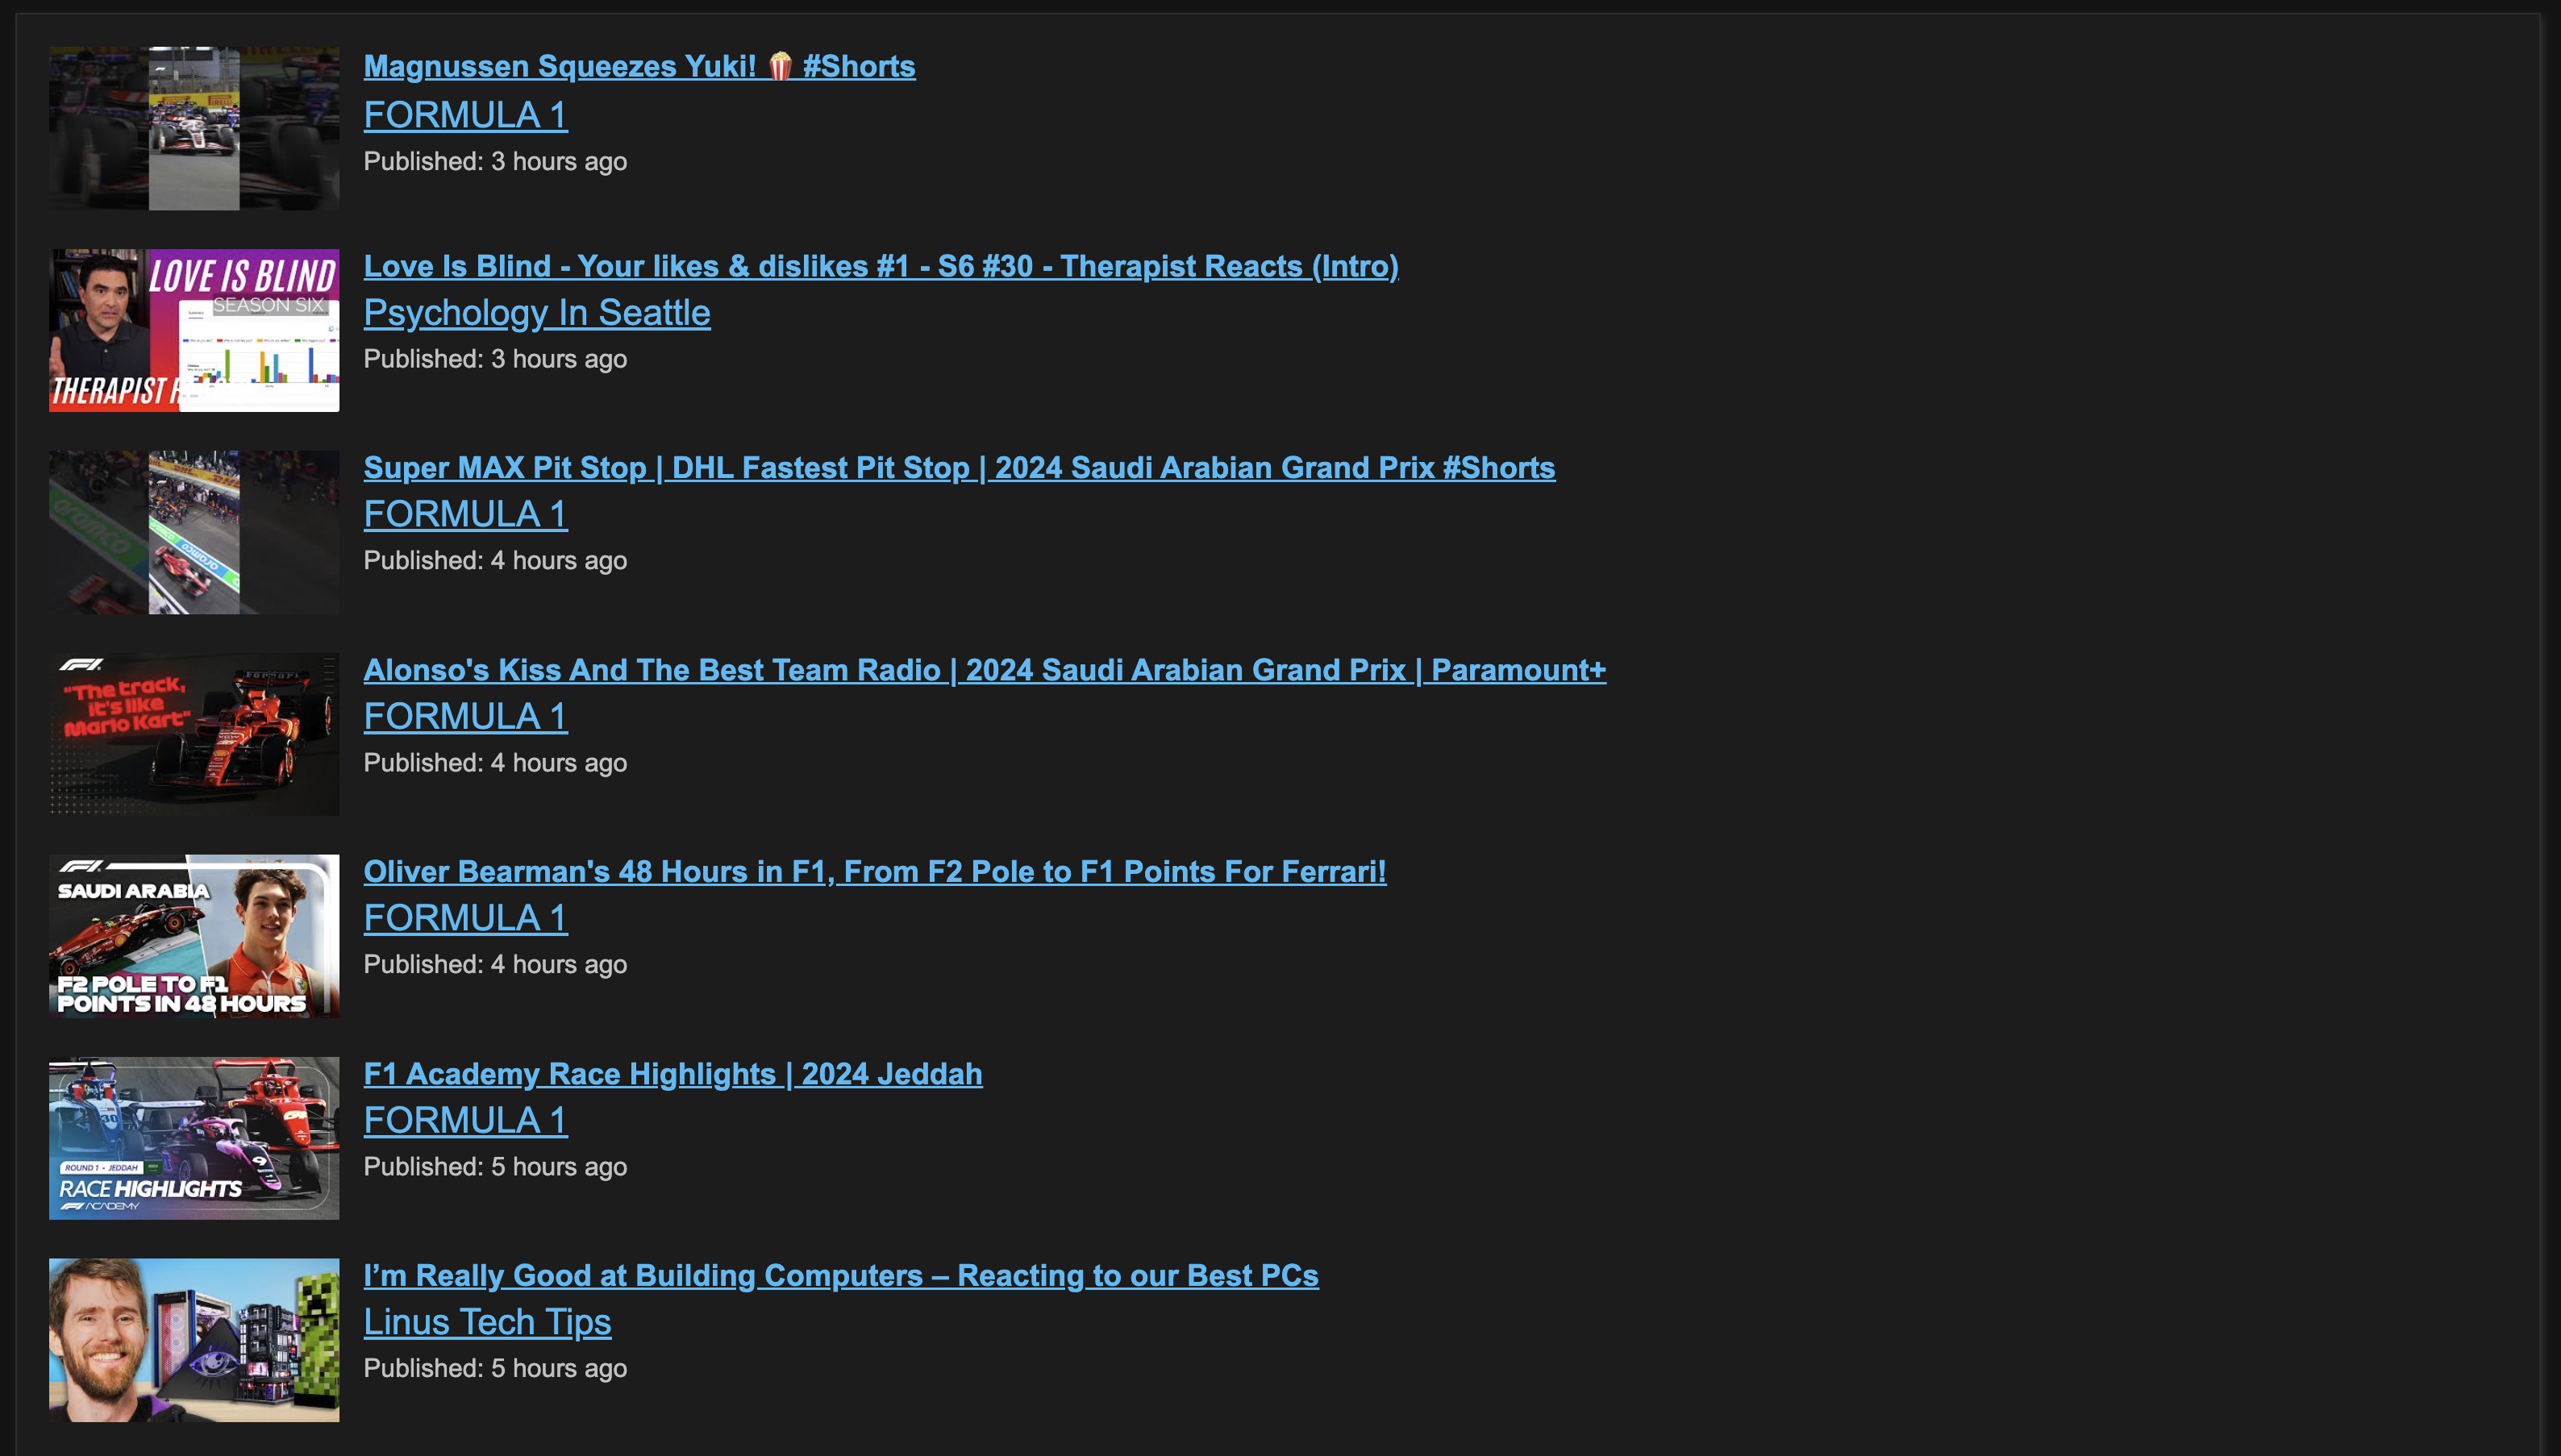 Magnussen Squeezes Yuki! 🍿 #Shorts
FORMULA 1
Published: 3 hours ago
LOVE IS BLIND
SEASON SIX
THERAPIST
Love Is Blind - Your likes & dislikes #1 - S6 #30 - Therapist Reacts (Intro)
Psychology In Seattle
Published: 3 hours ago
aramco
Super MAX Pit Stop | DHL Fastest Pit Stop | 2024 Saudi Arabian Grand Prix #Shorts
FORMULA 1
Published: 4 hours ago
F1
"The track,
it's like
Mario Kart"
Alonso's Kiss And The Best Team Radio | 2024 Saudi Arabian Grand Prix | Paramount+
FORMULA 1
Published: 4 hours ago
F1
SAUDI ARABIA
F2 POLE TO F1
POINTS IN 48 HOURS
Oliver Bearman's 48 Hours in F1, From F2 Pole to F1 Points For Ferrari!
FORMULA 1
Published: 4 hours ago
30
9
ROUND 1 • JEDDAH
RACE HIGHLIGHTS
F1 ACADEMY
F1 Academy Race Highlights | 2024 Jeddah
FORMULA 1
Published: 5 hours ago
I’m Really Good at Building Computers – Reacting to our Best PCs
Linus Tech Tips
Published: 5 hours ago